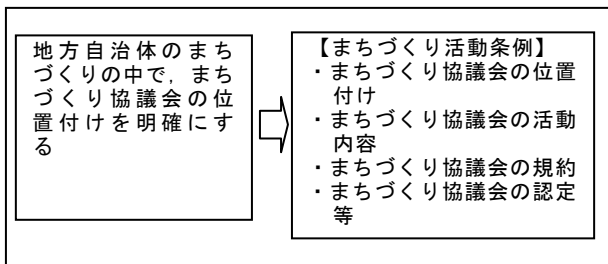 地方自治体のまち
づくりの中で，まち
づくり協議会の位
置付けを明確にす
る
【まちづくり活動条例】
・まちづくり協議会の位置
付け
・まちづくり協議会の活動
内容
・まちづくり協議会の規約
・まちづくり協議会の認定
等